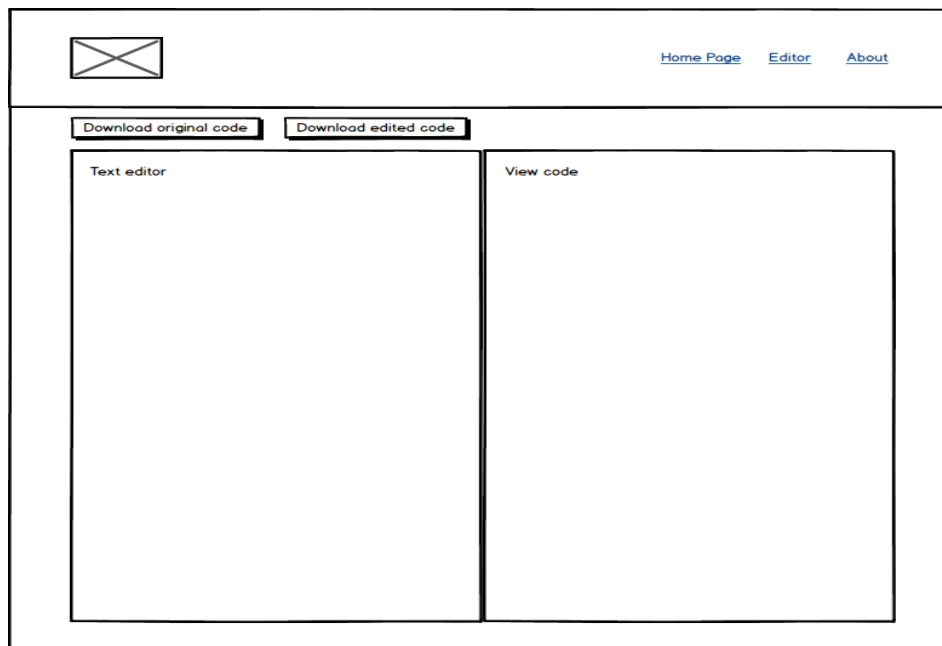 Home Page Editor About
Download original code Download edited code
Text editor
View code